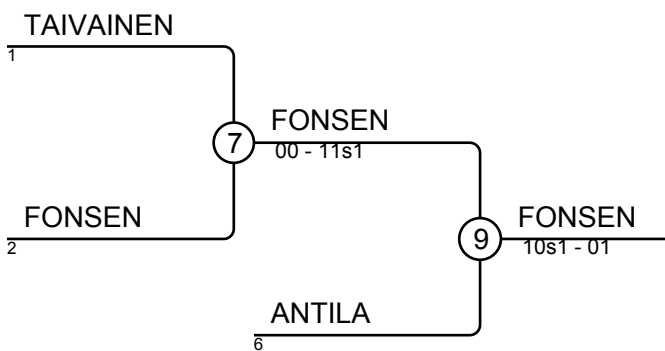 TAIVAINEN
1
7
FONSEN
00 - 11s1
FONSEN
2
9
FONSEN
10s1 - 01
ANTILA
6